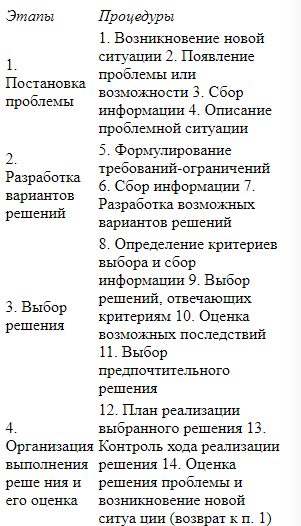 Этапы Процедуры
1. Постановка проблемы
1. Возникновение новой
ситуации 2. Появление
проблемы или
возможности 3. Сбор
информации 4. Описание
проблемной ситуации
2.
Разработка
вариантов
решений
5. Формулирование
требований-ограничений
6. Сбор информации 7.
Разработка возможных
вариантов решений
3. Выбор
решения
8. Определение критериев
выбора и сбор
информации 9. Выбор
решений, отвечающих
критериям 10. Оценка
возможных последствий
11. Выбор
предпочтительного
решения
4.
Организация
выполнения
реше ния и
его оценка
12. План реализации
выбранного решения 13.
Контроль хода реализации
решения 14. Оценка
решения проблемы и
возникновение новой
ситуа ции (возврат к п. 1)